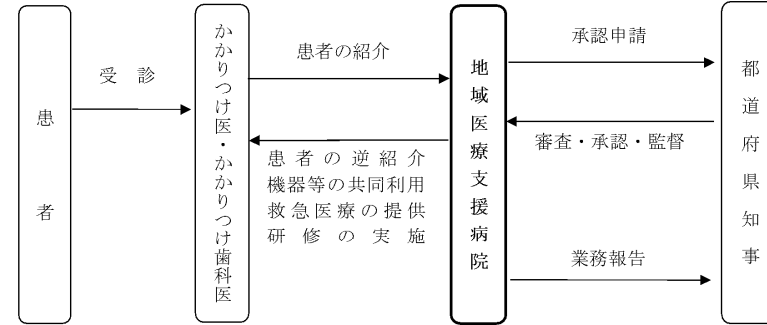 患者
受診
かかりつけ医・かかりつけ歯科医
患者の紹介
患者の逆紹介
機器等の共同利用
救急医療の提供
研修の実施
地域医療支援病院
承認申請
審査・承認・監督
業務報告
都道府県知事